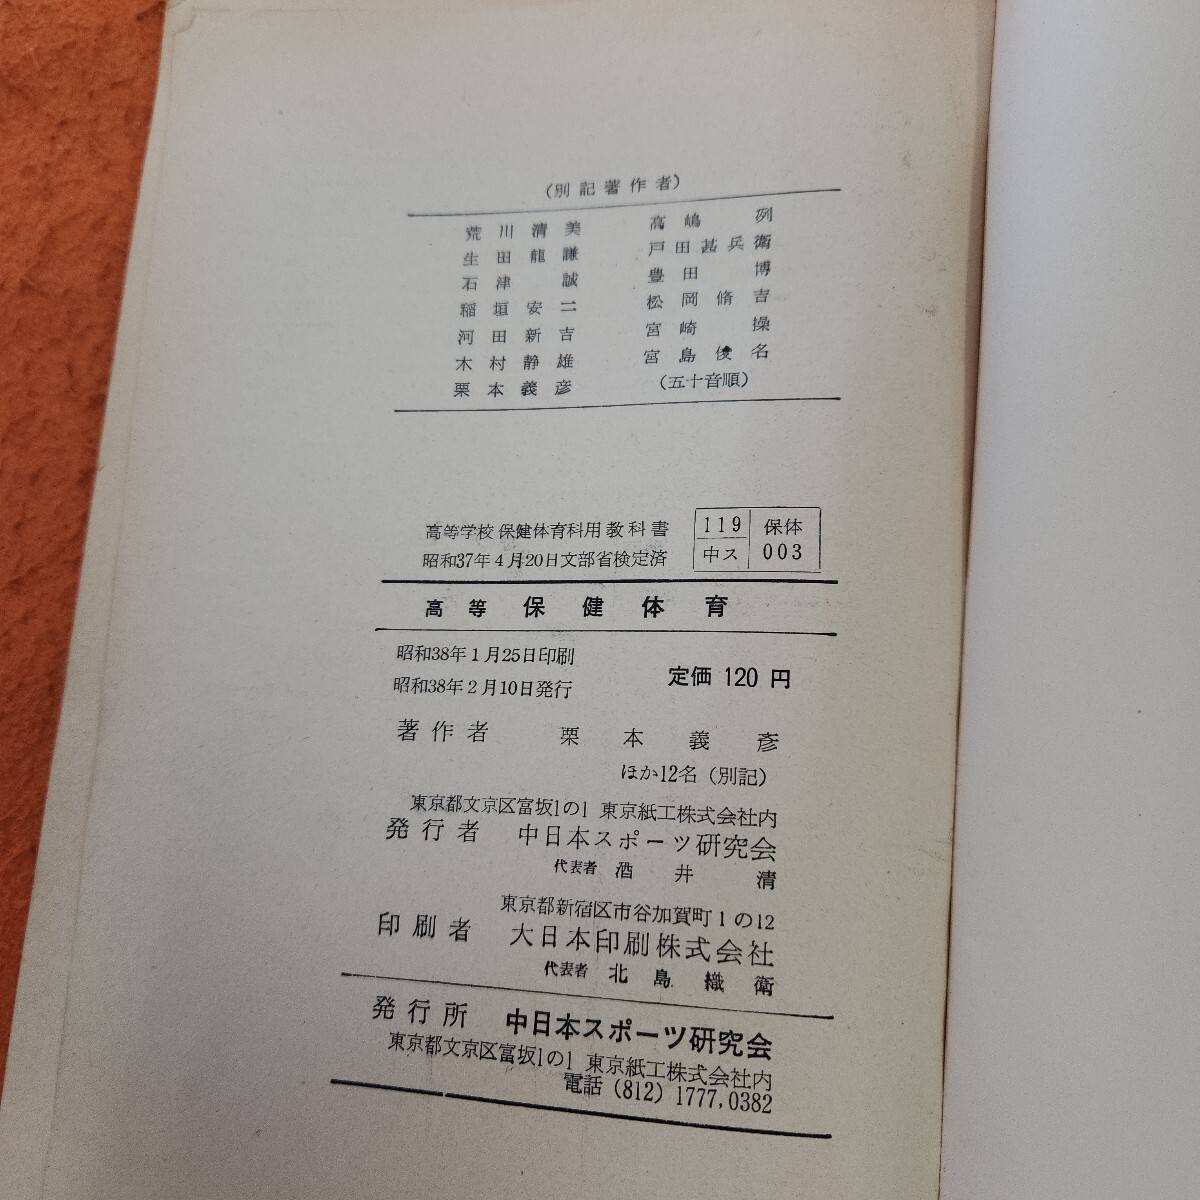 (別記著作者)
荒川清美
生田龍謙
石津誠
稲垣安二
河田新吉
木村静雄
栗本義彦
高嶋冽
戸田甚兵衛
豊田博
松岡脩吉
宮崎操
宮島俊名
(五十音順)
高等学校 保健体育科用 教科書
昭和37年4月20日文部省検定済
119 保体
中ス 003
高等 保健体育
昭和38年1月25日印刷
昭和38年2月10日発行
定価 120 円
著作者 栗本義彦
ほか12名(別記)
東京都文京区富坂1の1 東京紙工株式会社内
発行者 中日本スポーツ研究会
代表者 酒井清
東京都新宿区市谷加賀町1の12
印刷者 大日本印刷株式会社
代表者 北島織衛
発行所 中日本スポーツ研究会
東京都文京区富坂1の1 東京紙工株式会社内
電話 (812) 1777,0382